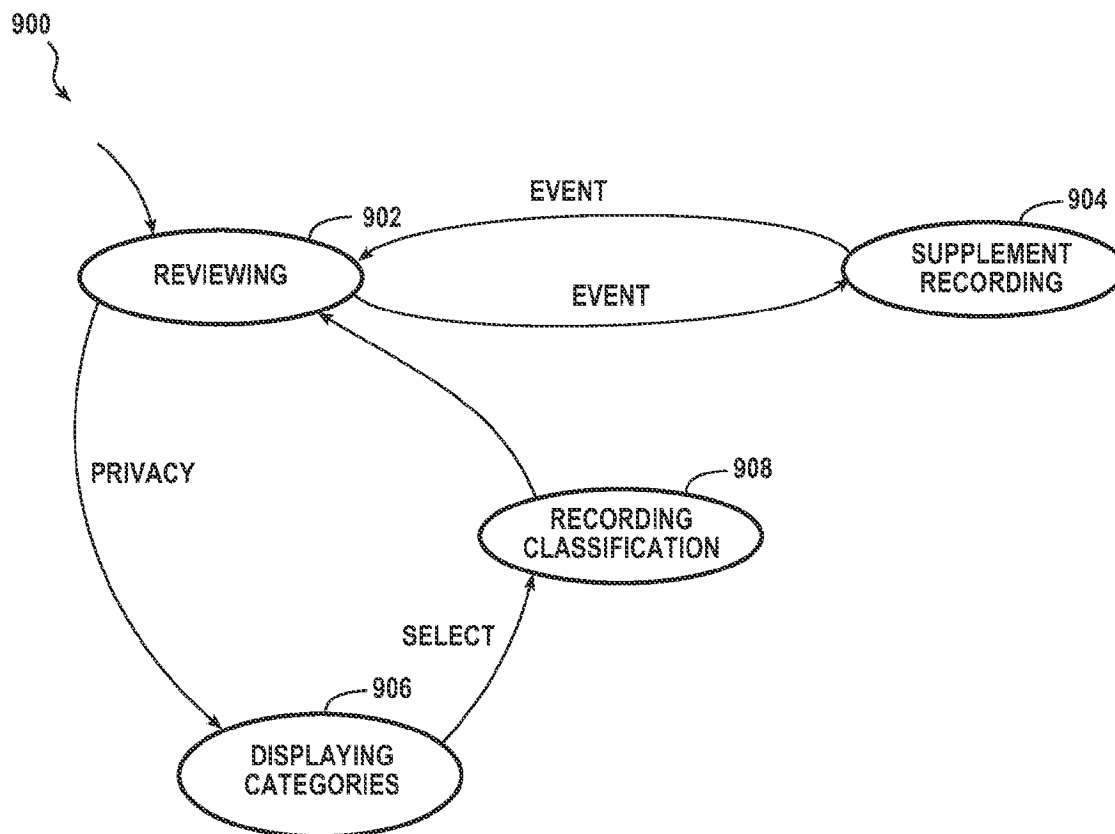 900
EVENT
902
904
REVIEWING
SUPPLEMENT
RECORDING
EVENT
PRIVACY
908
RECORDING
CLASSIFICATION
SELECT
906
DISPLAYING
CATEGORIES